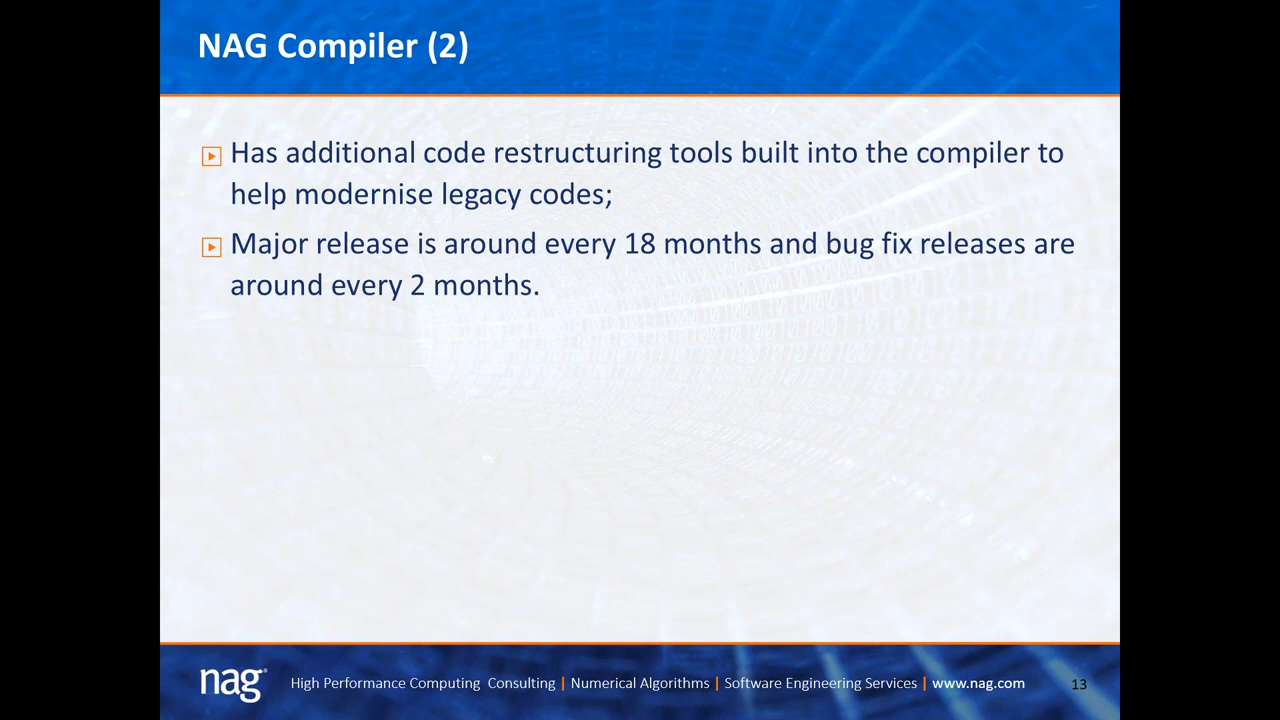 NAG Compiler (2)
Has additional code restructuring tools built into the compiler to
help modernise legacy codes;
Major release is around every 18 months and bug fix releases are
around every 2 months.
nag® High Performance Computing Consulting | Numerical Algorithms | Software Engineering Services | www.nag.com 13